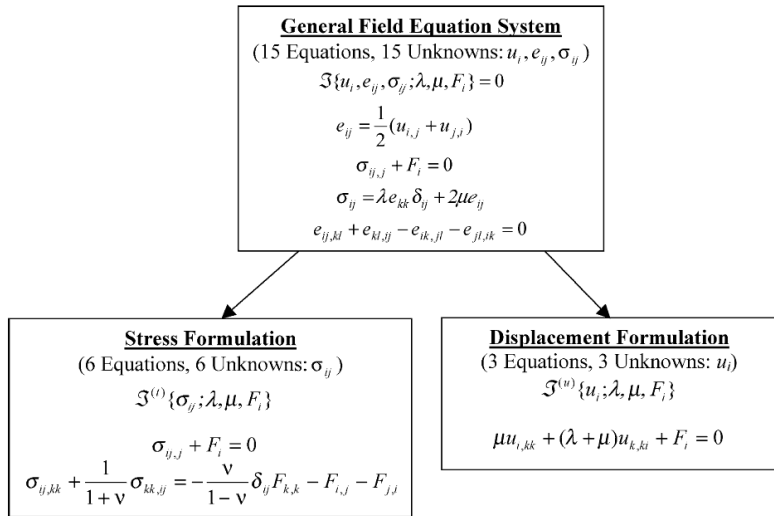 General Field Equation System
(15 Equations, 15 Unknowns: u_i, e_ij, σ_ij)
ℑ{u_i, e_ij, σ_ij; λ, μ, F_i} = 0
e_ij = 1/2 (u_i,j + u_j,i)
σ_ij,j + F_i = 0
σ_ij = λe_kk δ_ij + 2μe_ij
e_ij,kl + e_kl,ij − e_ik,jl − e_jl,ik = 0
Stress Formulation
(6 Equations, 6 Unknowns: σ_ij)
ℑ^(t){σ_ij; λ, μ, F_i}
σ_ij,j + F_i = 0
σ_ij,kk + 1/(1 + ν) σ_kk,ij = − ν/(1 − ν) δ_ij F_k,k − F_i,j − F_j,i
Displacement Formulation
(3 Equations, 3 Unknowns: u_i)
ℑ^(u){u_i; λ, μ, F_i}
μu_i,kk + (λ + μ)u_k,ki + F_i = 0